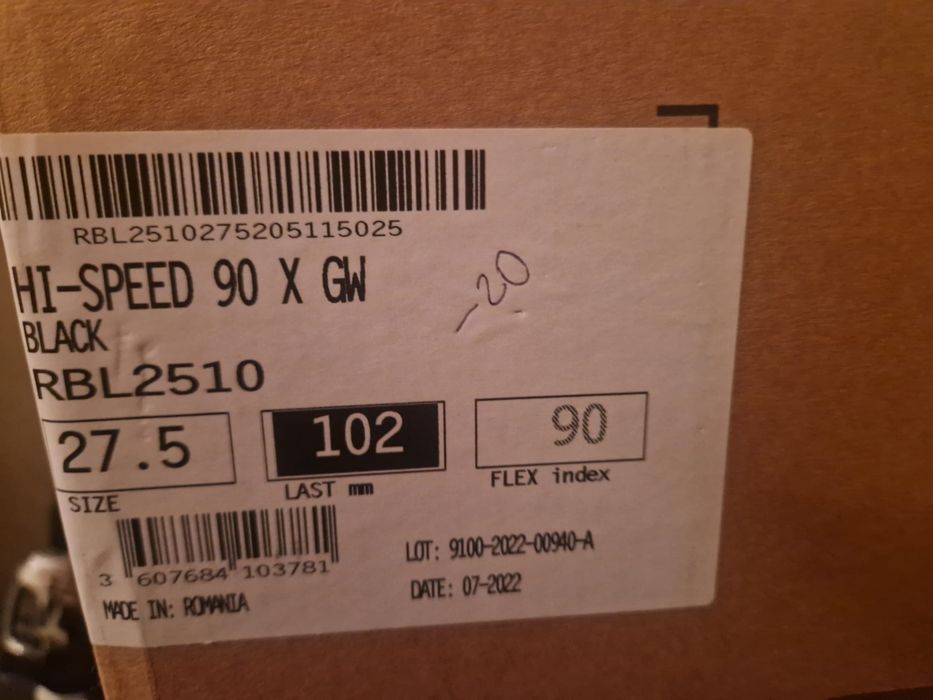 RBL2510275205115025
HI-SPEED 90 X GW
-20
BLACK
RBL2510
27.5 102 90
SIZE LAST mm FLEX index
3 607684 103781
LOT: 9100-2022-00940-A
DATE: 07-2022
MADE IN: ROMANIA